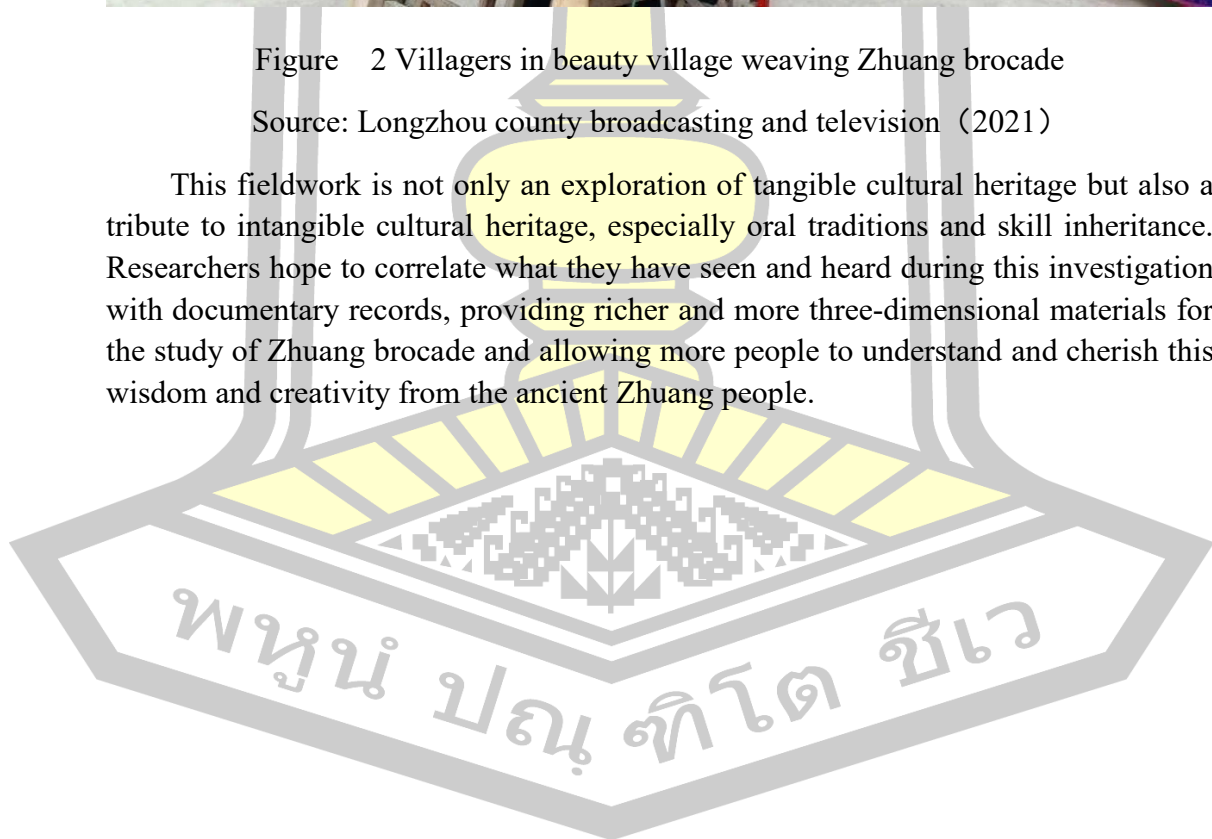 Figure 2 Villagers in beauty village weaving Zhuang brocade
Source: Longzhou county broadcasting and television（2021）
This fieldwork is not only an exploration of tangible cultural heritage but also a
tribute to intangible cultural heritage, especially oral traditions and skill inheritance.
Researchers hope to correlate what they have seen and heard during this investigation
with documentary records, providing richer and more three-dimensional materials for
the study of Zhuang brocade and allowing more people to understand and cherish this
wisdom and creativity from the ancient Zhuang people.
พหูนํ ปณฺฑิโต ชีเว